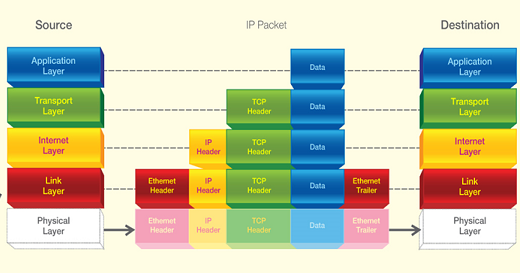 Source
IP Packet
Destination
Application
Layer
Data
Application
Layer
Transport
Layer
TCP
Header
Data
Transport
Layer
Internet
Layer
IP
Header
TCP
Header
Data
Internet
Layer
Link
Layer
Ethernet
Header
IP
Header
TCP
Header
Data
Ethernet
Trailer
Link
Layer
Physical
Layer
Ethernet
Header
IP
Header
TCP
Header
Data
Ethernet
Trailer
Physical
Layer